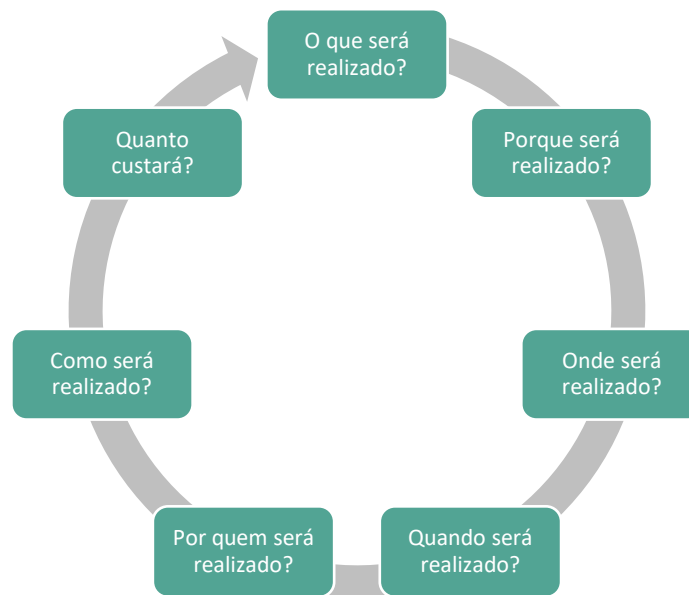 O que será
realizado?
Porque será
realizado?
Onde será
realizado?
Quando será
realizado?
Por quem será
realizado?
Como será
realizado?
Quanto
custará?